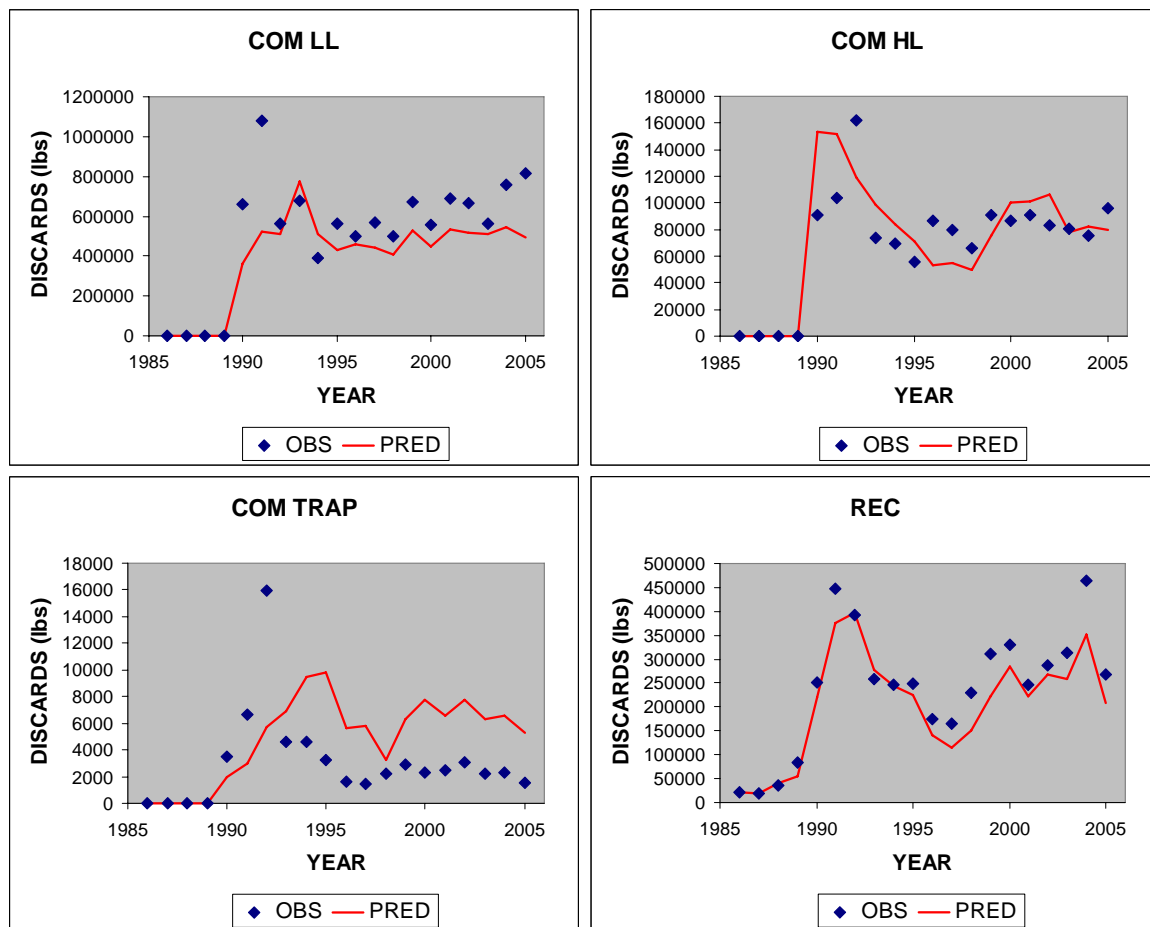 COM LL
DISCARDS (lbs)
1200000
1000000
800000
600000
400000
200000
0
1985 1990 1995 2000 2005
YEAR
OBS PRED
COM HL
DISCARDS (lbs)
180000
160000
140000
120000
100000
80000
60000
40000
20000
0
1985 1990 1995 2000 2005
YEAR
OBS PRED
COM TRAP
DISCARDS (lbs)
18000
16000
14000
12000
10000
8000
6000
4000
2000
0
1985 1990 1995 2000 2005
YEAR
OBS PRED
REC
DISCARDS (lbs)
500000
450000
400000
350000
300000
250000
200000
150000
100000
50000
0
1985 1990 1995 2000 2005
YEAR
OBS PRED